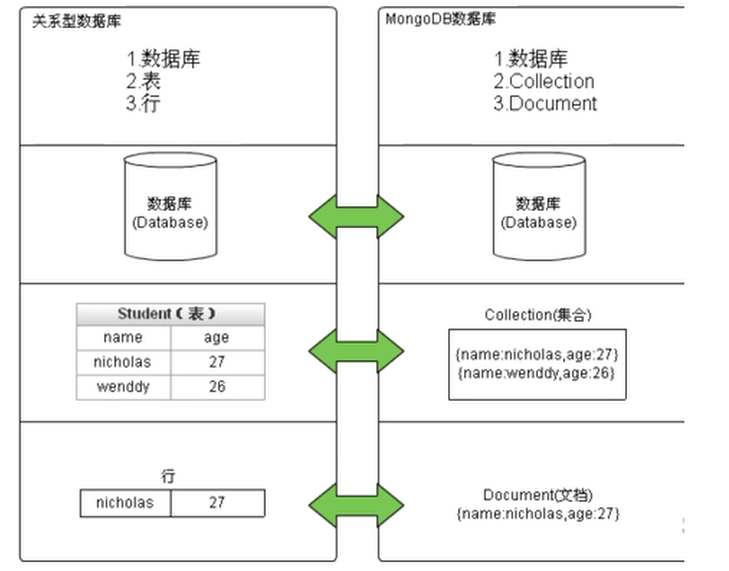 关系型数据库
1.数据库
2.表
3.行
MongoDB数据库
1.数据库
2.Collection
3.Document
数据库
(Database)
数据库
(Database)
Student（表）
name age
nicholas 27
wenddy 26
Collection(集合)
{name:nicholas,age:27}
{name:wenddy,age:26}
行
nicholas 27
Document(文档)
{name:nicholas,age:27}